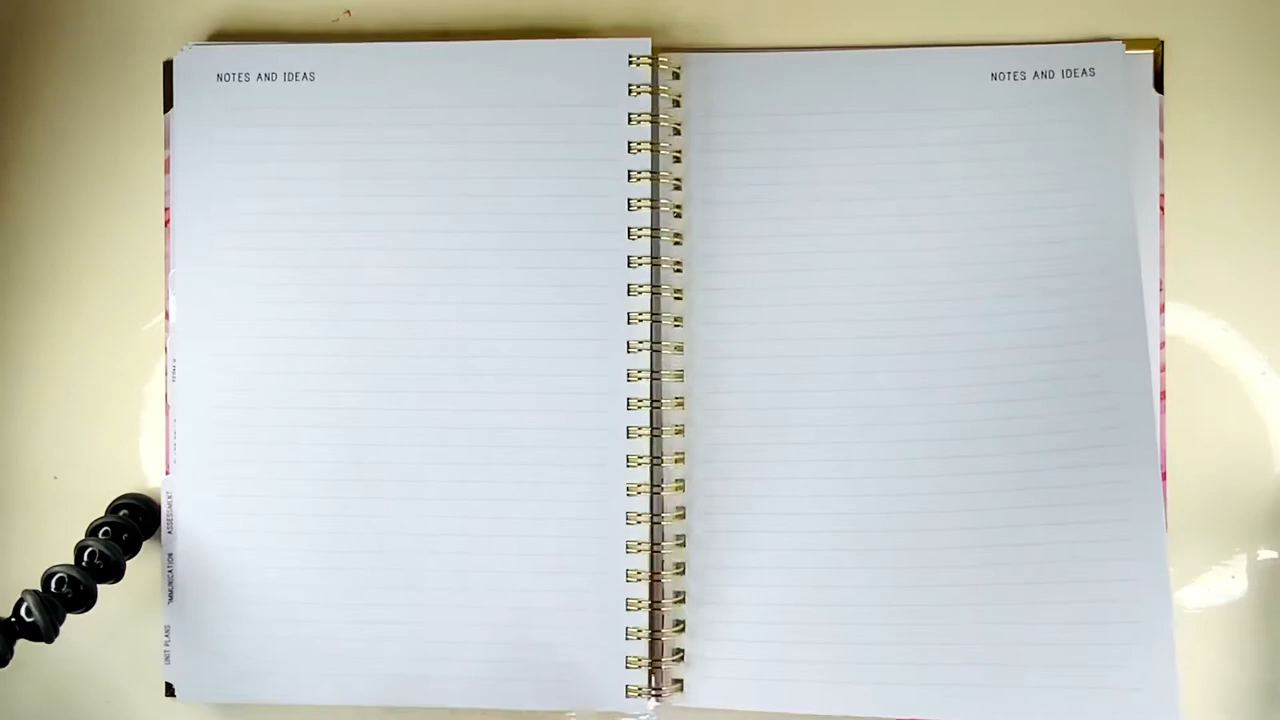 NOTES AND IDEAS
NOTES AND IDEAS
ASSESSMENT
UNIT PLANS